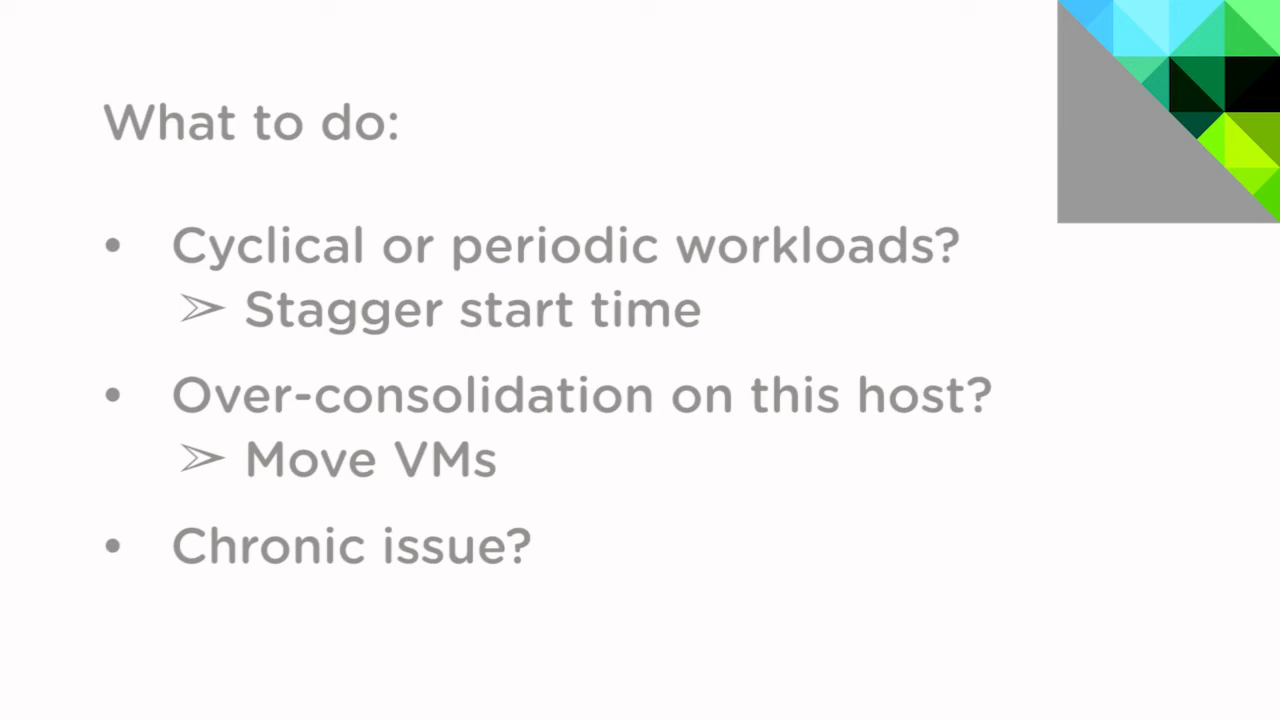 What to do:
• Cyclical or periodic workloads?
➢ Stagger start time
• Over-consolidation on this host?
➢ Move VMs
• Chronic issue?